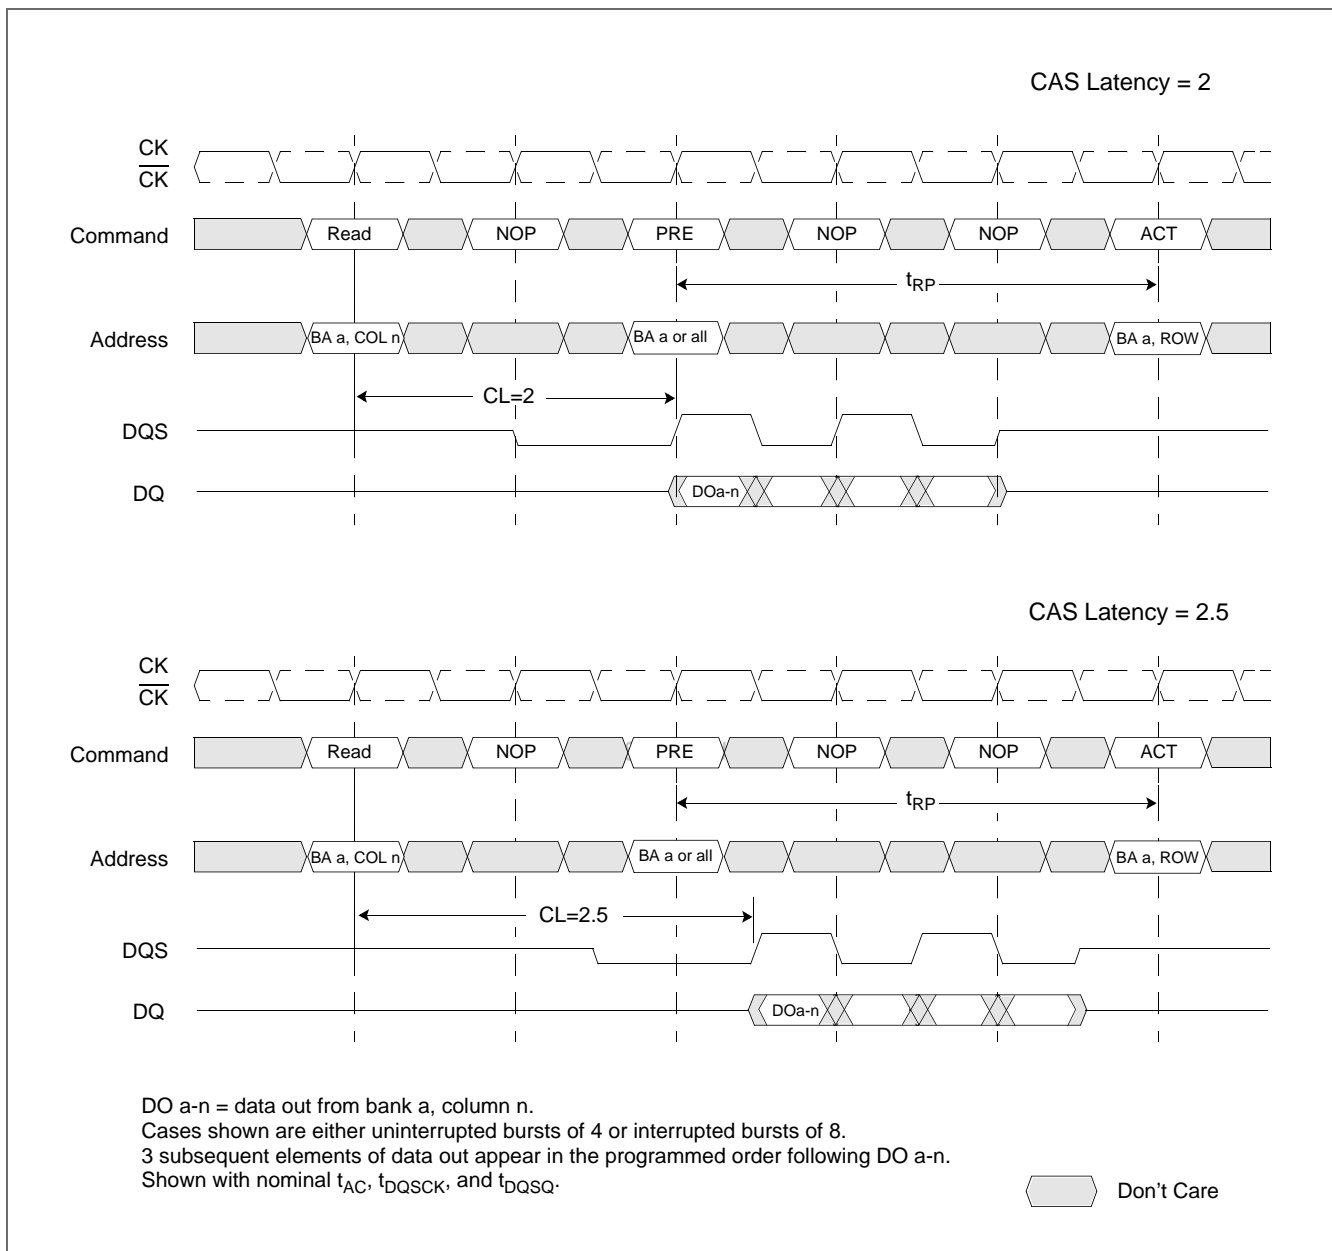 CAS Latency = 2
CK
CK
Command
Read NOP PRE NOP NOP ACT
tRP
Address
BA a, COL n BA a or all BA a, ROW
CL=2
DQS
DQ
DOa-n
CAS Latency = 2.5
CK
CK
Command
Read NOP PRE NOP NOP ACT
tRP
Address
BA a, COL n BA a or all BA a, ROW
CL=2.5
DQS
DQ
DOa-n
DO a-n = data out from bank a, column n.
Cases shown are either uninterrupted bursts of 4 or interrupted bursts of 8.
3 subsequent elements of data out appear in the programmed order following DO a-n.
Shown with nominal tAC, tDQSCK, and tDQSQ.
Don't Care